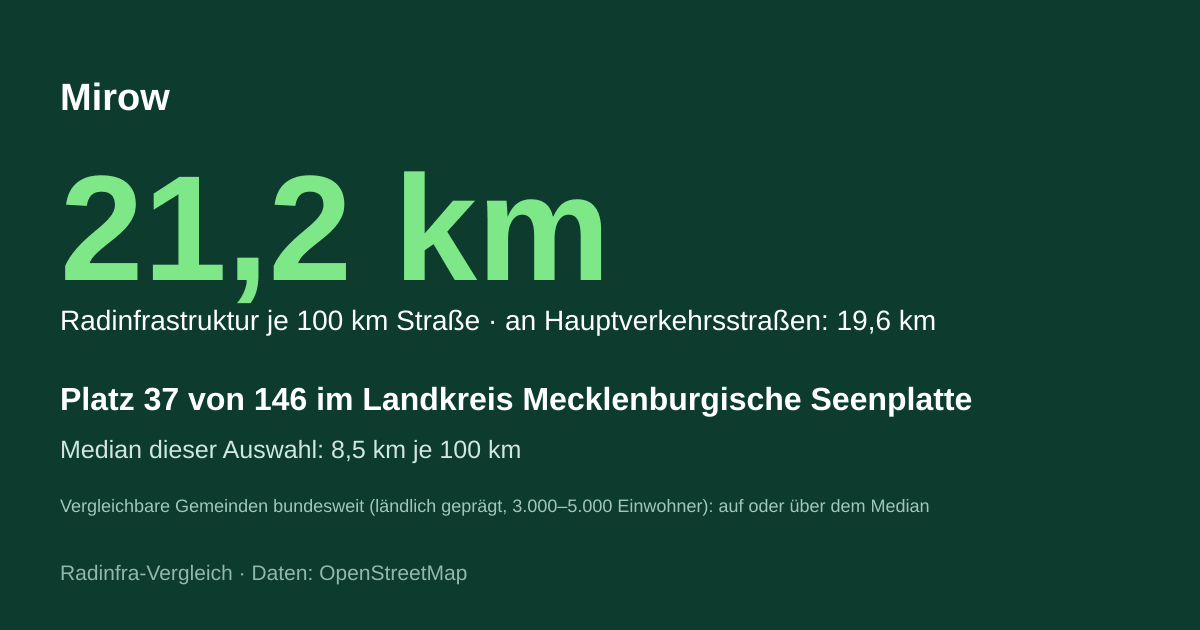 Mirow
21,2 km
Radinfrastruktur je 100 km Straße · an Hauptverkehrsstraßen: 19,6 km
Platz 37 von 146 im Landkreis Mecklenburgische Seenplatte
Median dieser Auswahl: 8,5 km je 100 km
Vergleichbare Gemeinden bundesweit (ländlich geprägt, 3.000–5.000 Einwohner): auf oder über dem Median
Radinfra-Vergleich · Daten: OpenStreetMap